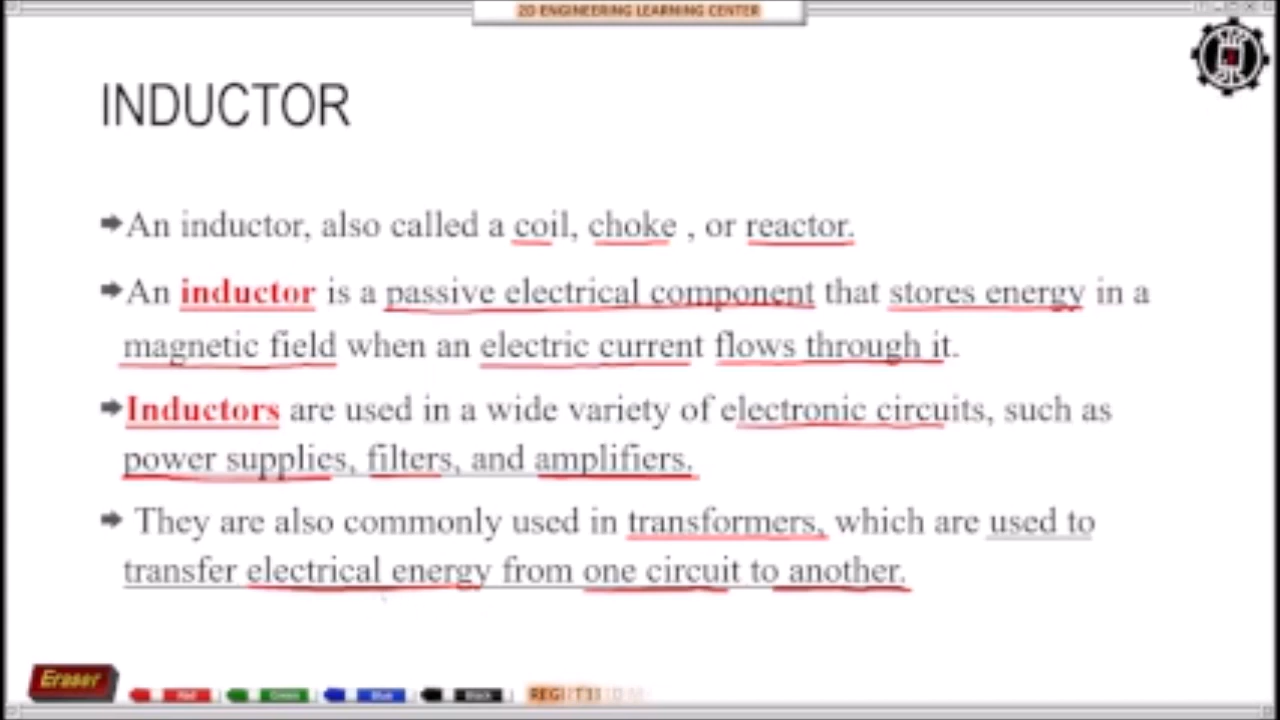 2D ENGINEERING LEARNING CENTER
INDUCTOR
An inductor, also called a coil, choke , or reactor.
An inductor is a passive electrical component that stores energy in a
magnetic field when an electric current flows through it.
Inductors are used in a wide variety of electronic circuits, such as
power supplies, filters, and amplifiers.
They are also commonly used in transformers, which are used to
transfer electrical energy from one circuit to another.
Eraser
Red Green Blue Black